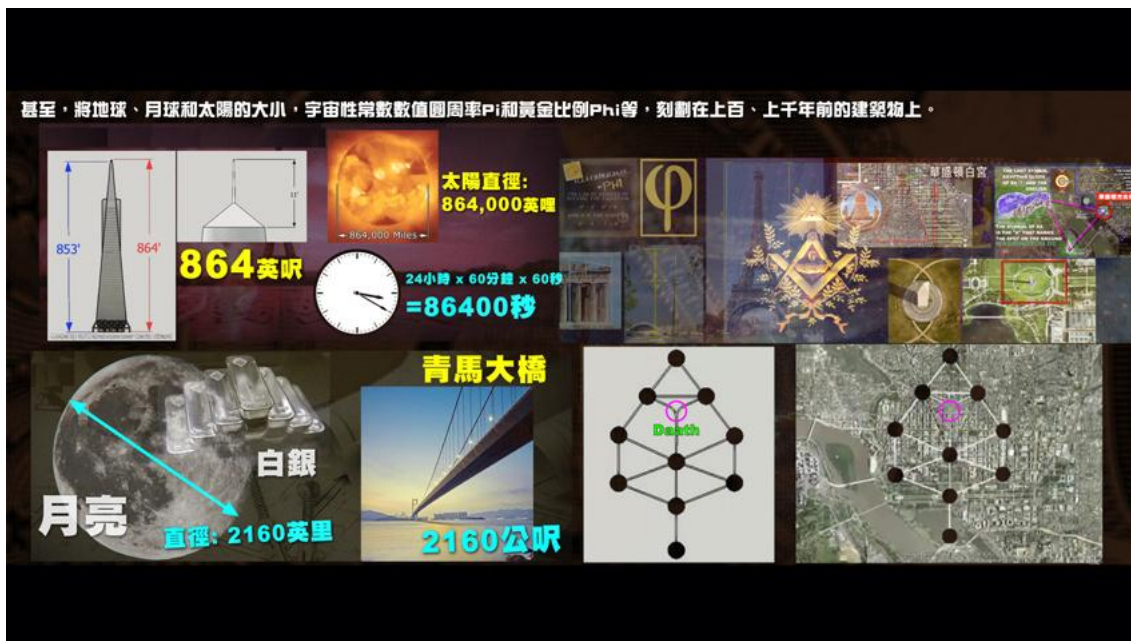 甚至，將地球、月球和太陽的大小，宇宙性常數數值圓周率Pi和黃金比例Phi等，刻劃在上百、上千年前的建築物上。
853'
864'
11'
864英呎
太陽直徑:
864,000英哩
864,000 Miles
24小時 x 60分鐘 x 60秒
=86400秒
φ
G
華盛頓白宮
月亮
白銀
直徑: 2160英里
青馬大橋
2160公呎
Daath